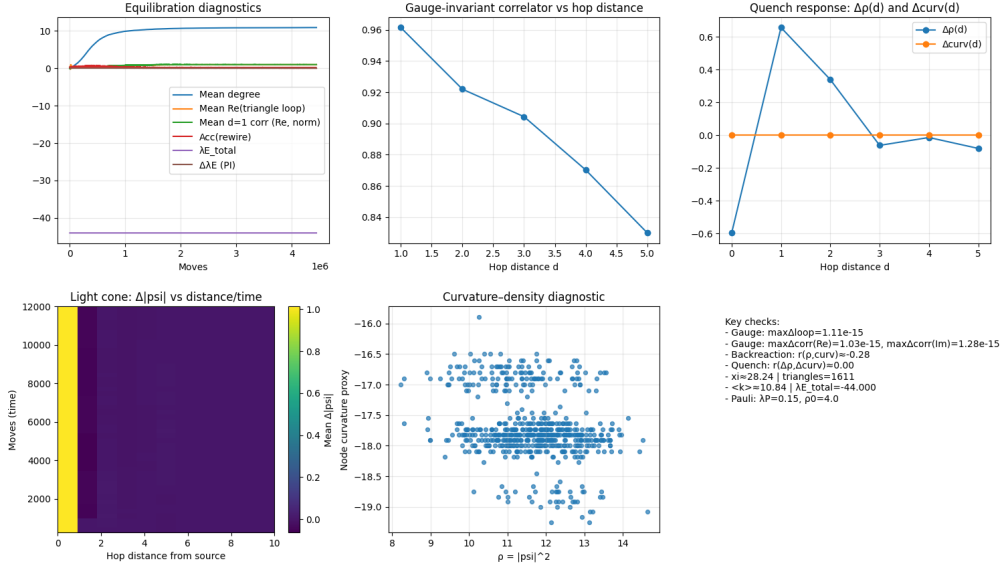 Equilibration diagnostics
10
0
−10
−20
−30
−40
Mean degree
Mean Re(triangle loop)
Mean d=1 corr (Re, norm)
Acc(rewire)
λE_total
ΔλE (PI)
0
1
2
3
4
1e6
Moves
Gauge-invariant correlator vs hop distance
0.96
0.94
0.92
0.90
0.88
0.86
0.84
1.0
1.5
2.0
2.5
3.0
3.5
4.0
4.5
5.0
Hop distance d
Quench response: Δρ(d) and Δcurv(d)
0.6
0.4
0.2
0.0
−0.2
−0.4
−0.6
Δρ(d)
Δcurv(d)
0
1
2
3
4
5
Hop distance d
Light cone: Δ|psi| vs distance/time
Moves (time)
12000
10000
8000
6000
4000
2000
0
2
4
6
8
10
Hop distance from source
1.0
0.8
0.6
0.4
0.2
0.0
Mean Δ|psi|
Curvature–density diagnostic
Node curvature proxy
−16.0
−16.5
−17.0
−17.5
−18.0
−18.5
−19.0
8
9
10
11
12
13
14
ρ = |psi|^2
Key checks:
- Gauge: maxΔloop=1.11e-15
- Gauge: maxΔcorr(Re)=1.03e-15, maxΔcorr(Im)=1.28e-15
- Backreaction: r(ρ,curv)≈-0.28
- Quench: r(Δρ,Δcurv)≈0.00
- xi≈28.24 | triangles=1611
- <k>=10.84 | λE_total=-44.000
- Pauli: λP=0.15, ρ0=4.0